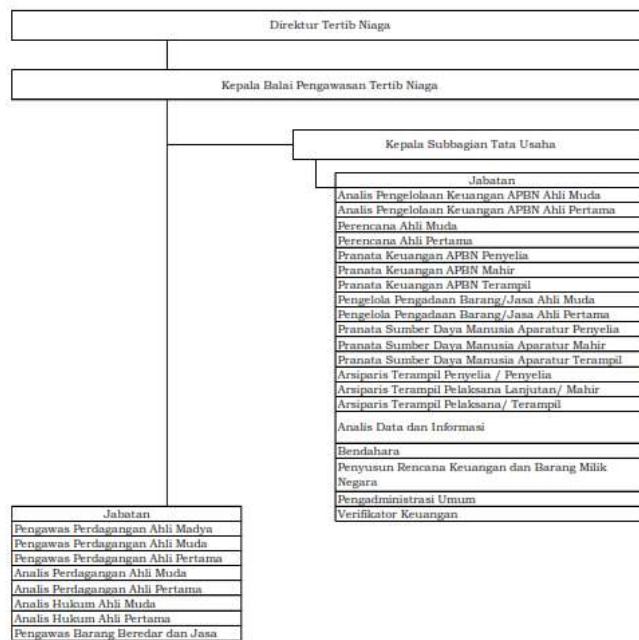 Direktur Tertib Niaga
Kepala Balai Pengawasan Tertib Niaga
Kepala Subbagian Tata Usaha
Jabatan
Analis Pengelolaan Keuangan APBN Ahli Muda
Analis Pengelolaan Keuangan APBN Ahli Pertama
Perencana Ahli Muda
Perencana Ahli Pertama
Pranata Keuangan APBN Penyelia
Pranata Keuangan APBN Mahir
Pranata Keuangan APBN Terampil
Pengelola Pengadaan Barang/Jasa Ahli Muda
Pengelola Pengadaan Barang/Jasa Ahli Pertama
Pranata Sumber Daya Manusia Aparatur Penyelia
Pranata Sumber Daya Manusia Aparatur Mahir
Pranata Sumber Daya Manusia Aparatur Terampil
Arsiparis Terampil Penyelia / Penyelia
Arsiparis Terampil Pelaksana Lanjutan/ Mahir
Arsiparis Terampil Pelaksana/ Terampil
Analis Data dan Informasi
Bendahara
Penyusun Rencana Keuangan dan Barang Milik
Negara
Pengadministrasi Umum
Verifikator Keuangan
Jabatan
Pengawas Perdagangan Ahli Madya
Pengawas Perdagangan Ahli Muda
Pengawas Perdagangan Ahli Pertama
Analis Perdagangan Ahli Muda
Analis Perdagangan Ahli Pertama
Analis Hukum Ahli Muda
Analis Hukum Ahli Pertama
Pengawas Barang Beredar dan Jasa